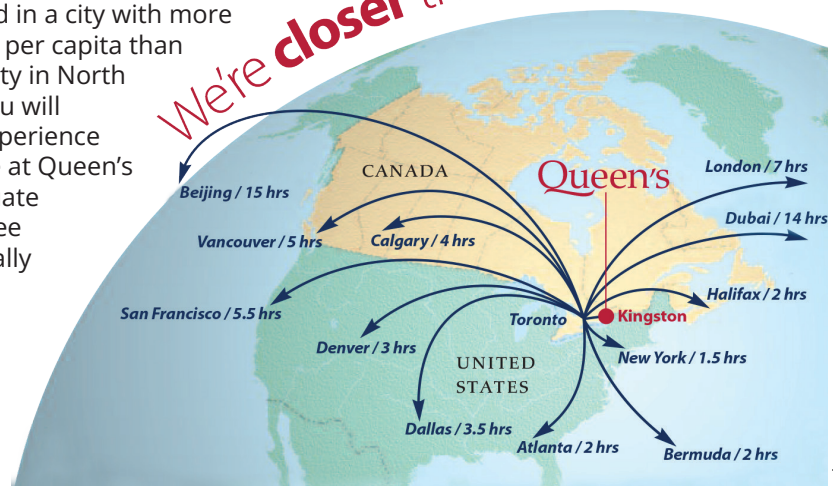 d in a city with more
per capita than
ty in North
u will
perience
at Queen's
ate
ee
ally
We're closer
CANADA
Queen's
London / 7 hrs
Beijing / 15 hrs
Dubai / 14 hrs
Vancouver / 5 hrs
Calgary / 4 hrs
Halifax / 2 hrs
San Francisco / 5.5 hrs
Toronto
Kingston
Denver / 3 hrs
New York / 1.5 hrs
UNITED
STATES
Dallas / 3.5 hrs
Atlanta / 2 hrs
Bermuda / 2 hrs